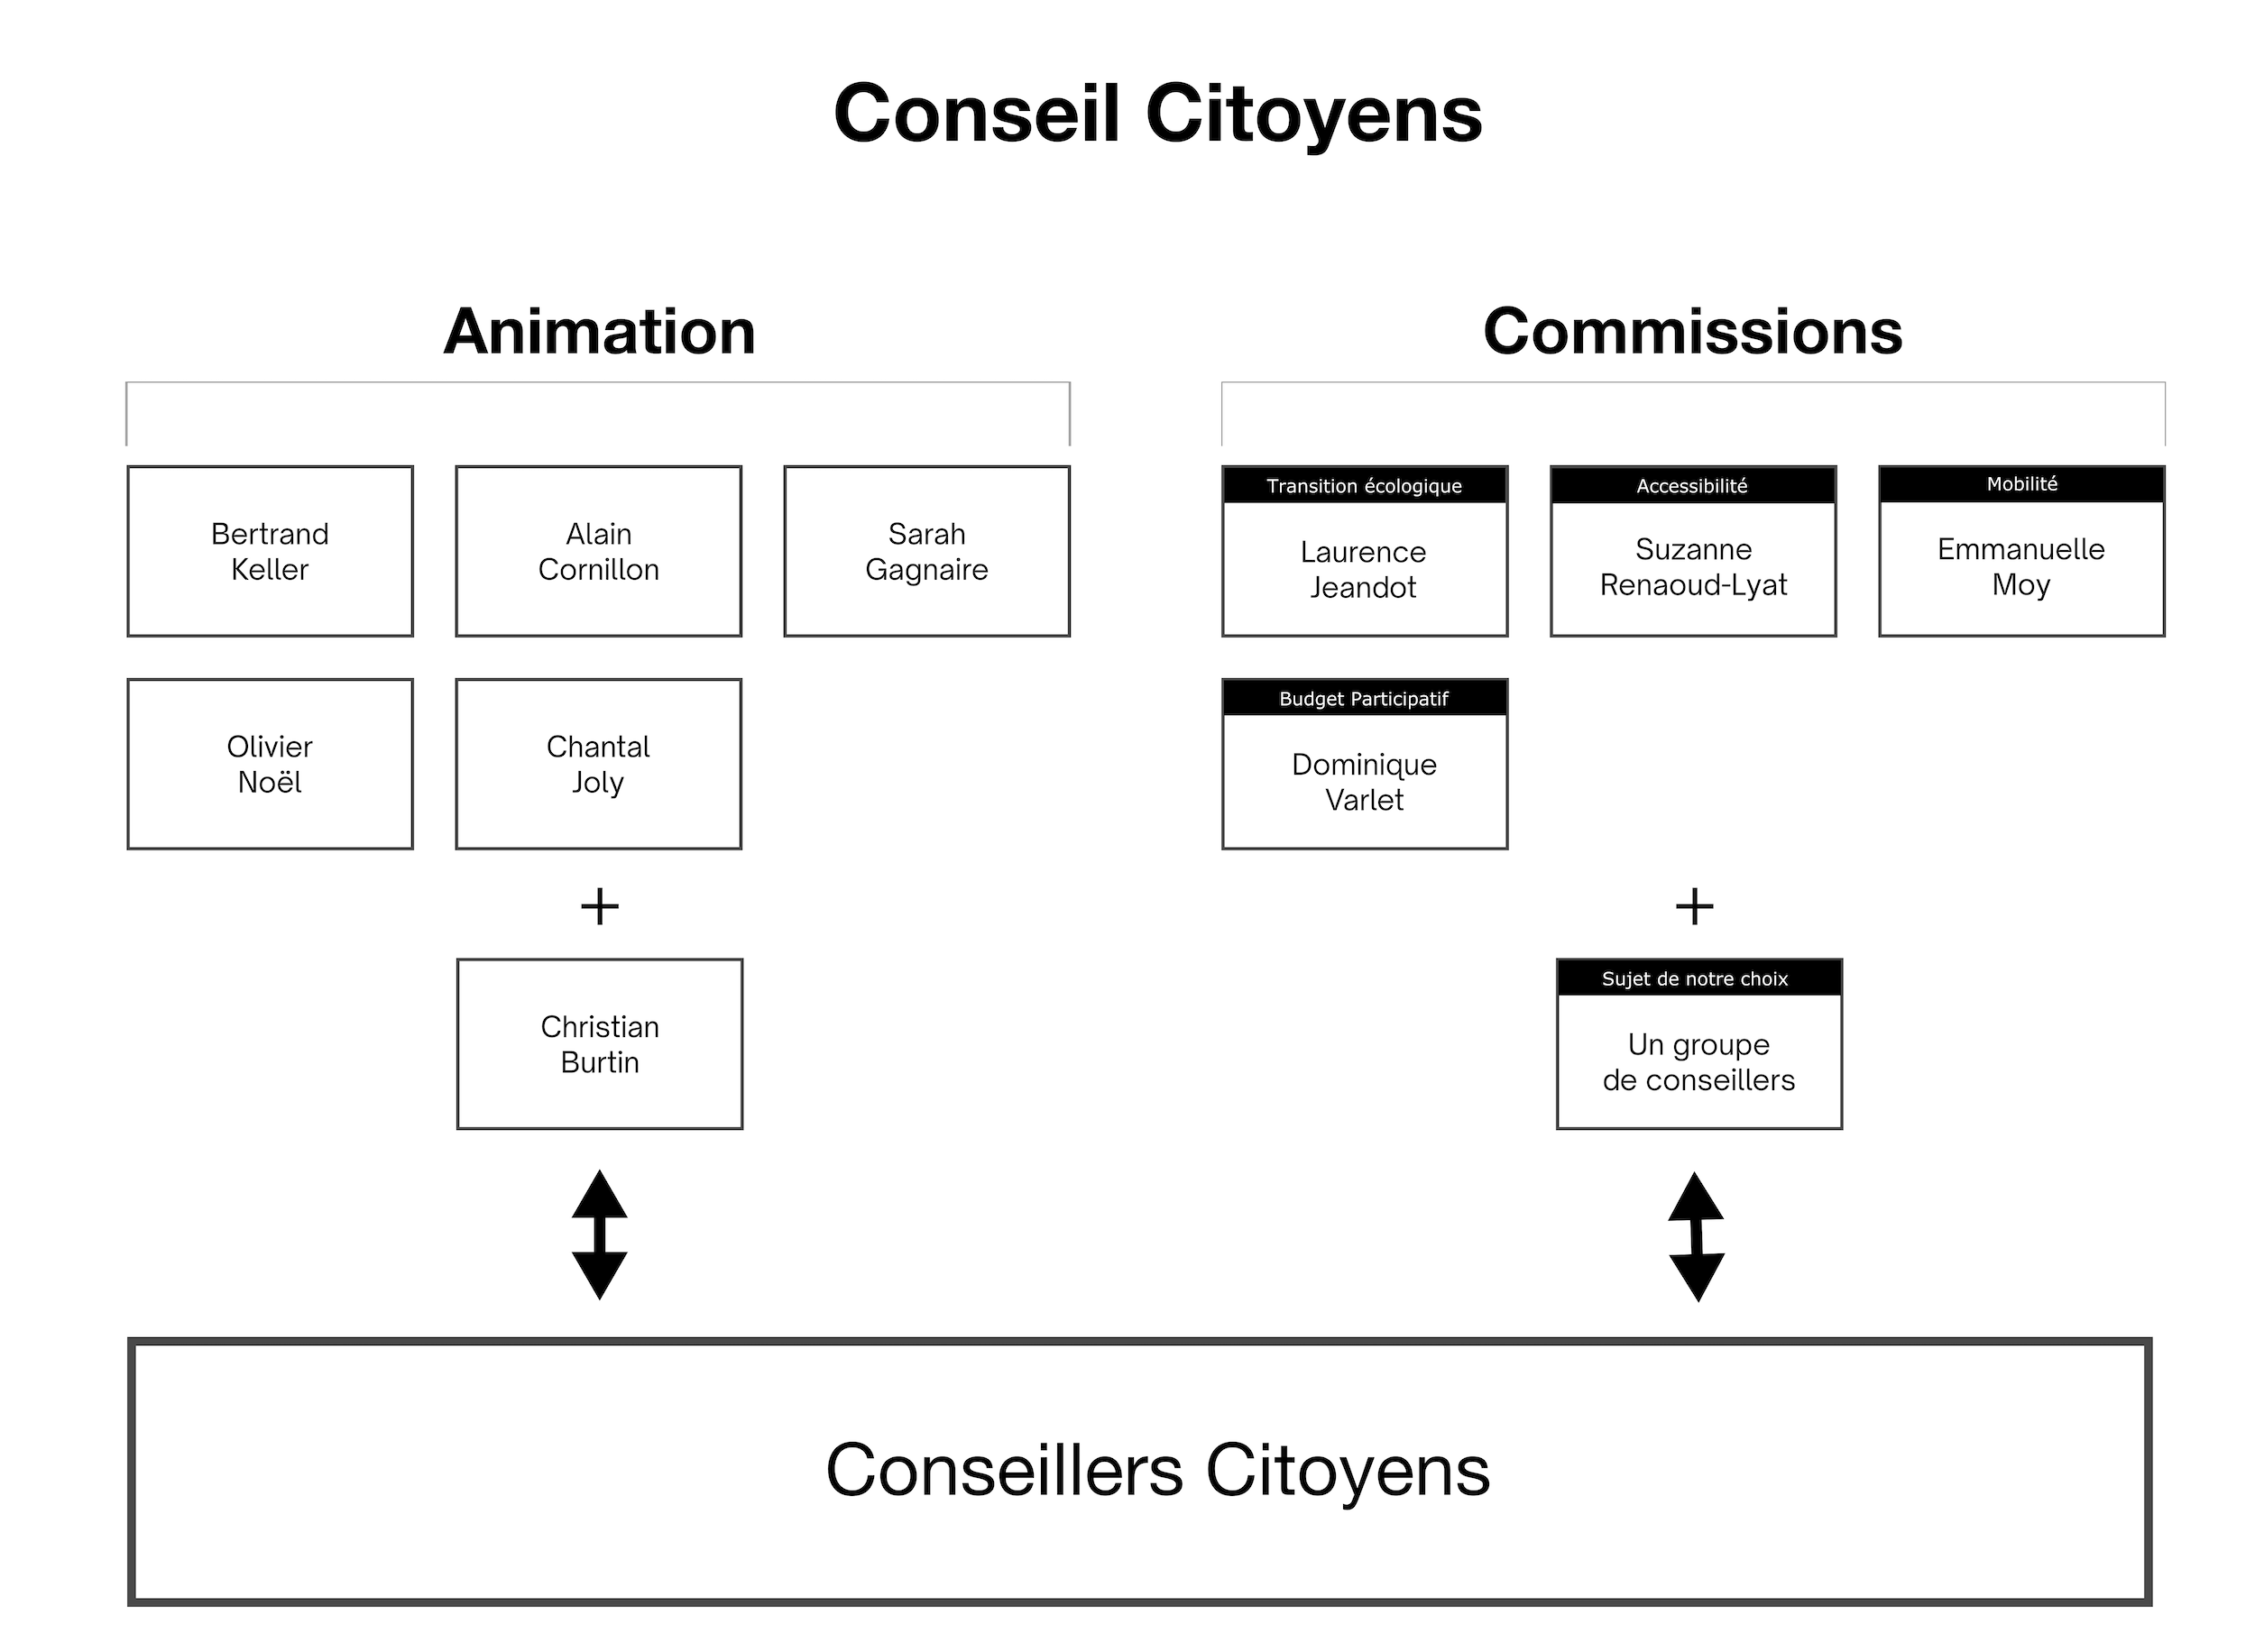 Conseil Citoyens
Animation
Bertrand
Keller
Alain
Cornillon
Sarah
Gagnaire
Olivier
Noël
Chantal
Joly
+
Christian
Burtin
Commissions
Transition écologique
Laurence
Jeandot
Accessibilité
Suzanne
Renaoud-Lyat
Mobilité
Emmanuelle
Moy
Budget Participatif
Dominique
Varlet
+
Sujet de notre choix
Un groupe
de conseillers
Conseillers Citoyens